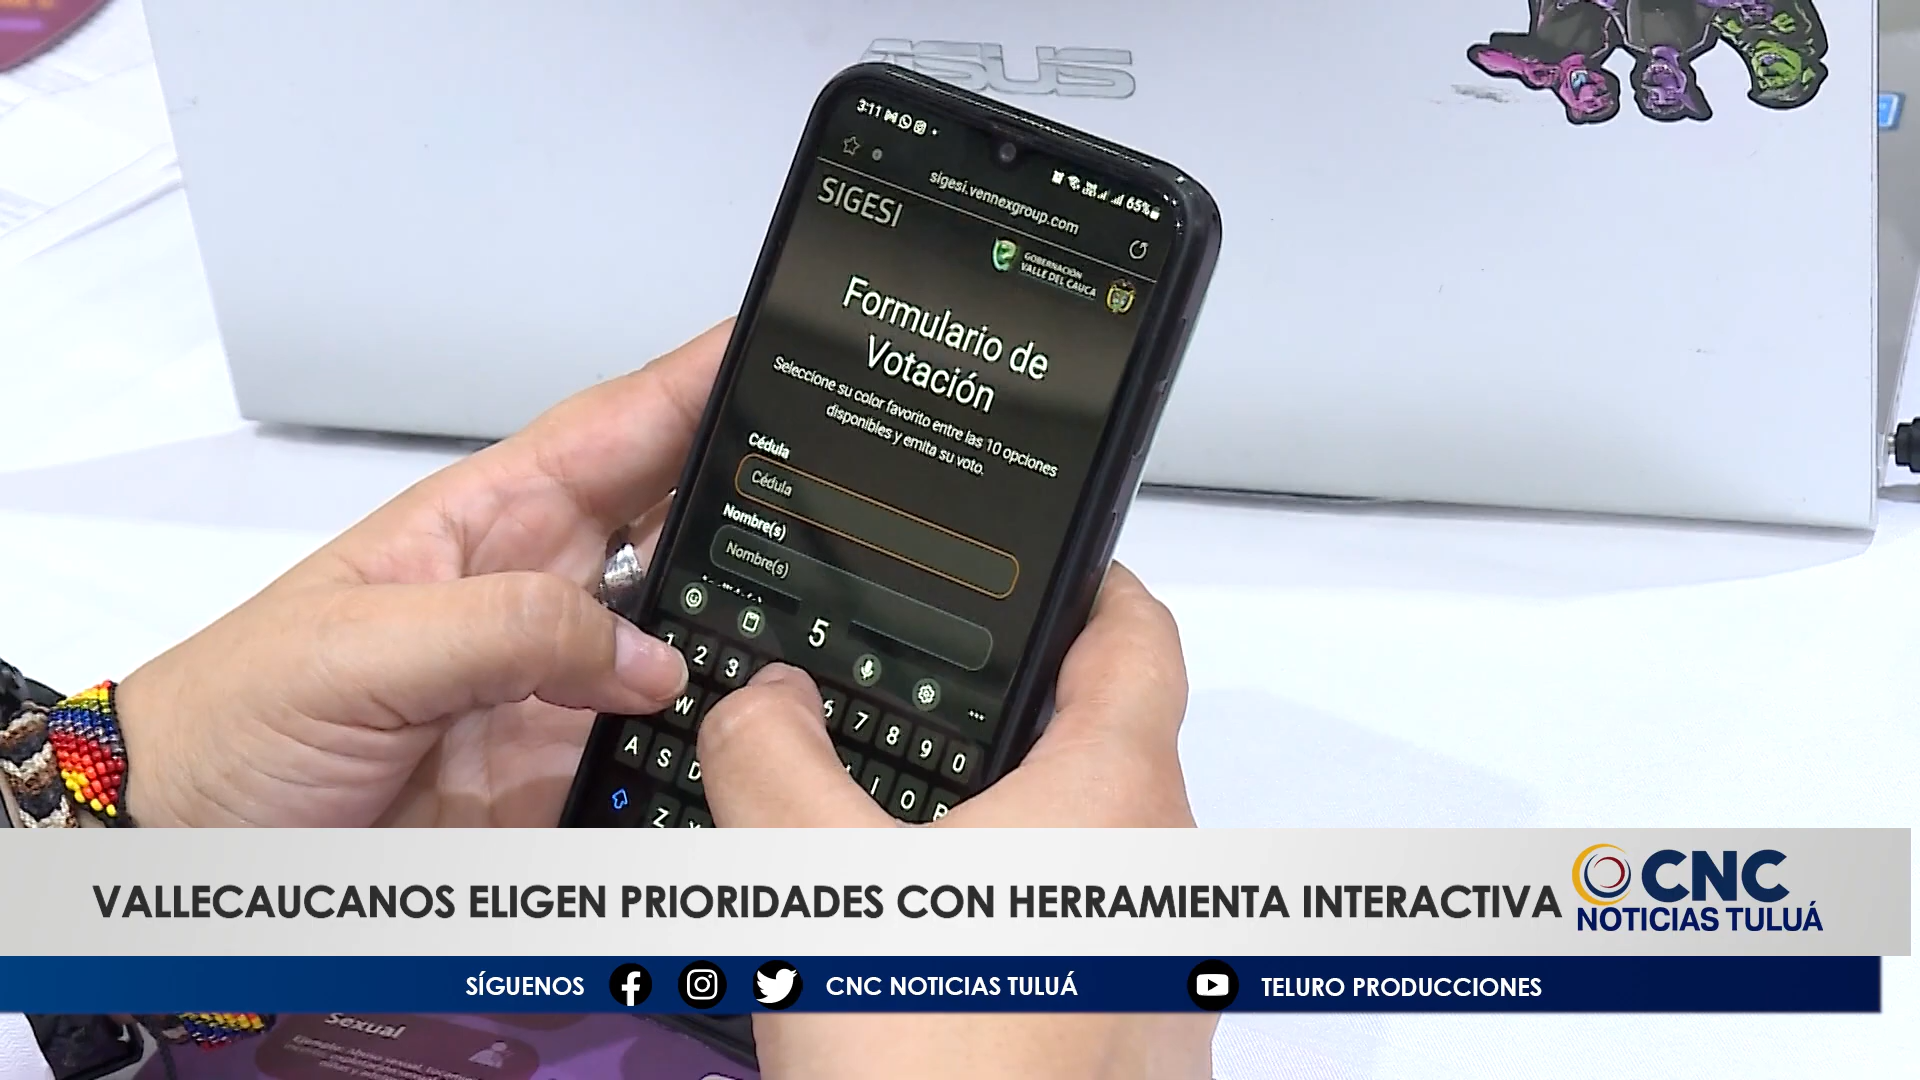 ASUS
3:11
65%
sigesi.vennexgroup.com
SIGESI
GOBERNACIÓN
VALLE DEL CAUCA
Formulario de
Votación
Seleccione su color favorito entre las 10 opciones
disponibles y emita su voto.
Cédula
Cédula
Nombre(s)
Nombre(s)
5
1 2 3 6 7 8 9 0
W I O P
A S D
Z X
VALLECAUCANOS ELIGEN PRIORIDADES CON HERRAMIENTA INTERACTIVA
CNC
NOTICIAS TULUÁ
SÍGUENOS CNC NOTICIAS TULUÁ TELURO PRODUCCIONES
Sexual